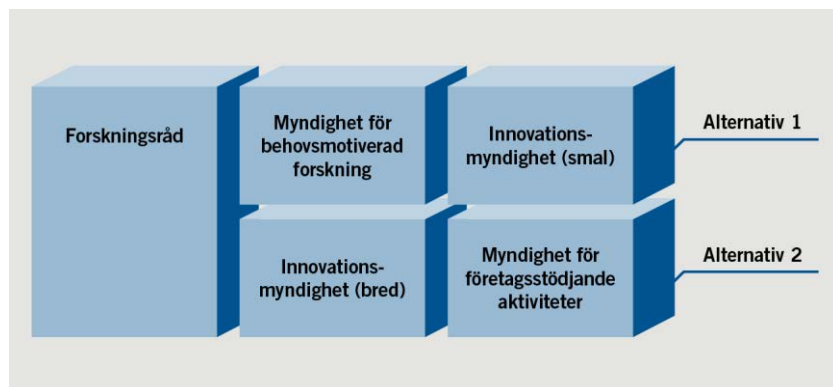 Forskningsråd
Myndighet för
behovsmotiverad
forskning
Innovations-
myndighet (smal)
Alternativ 1
Innovations-
myndighet (bred)
Myndighet för
företagsstödjande
aktiviteter
Alternativ 2